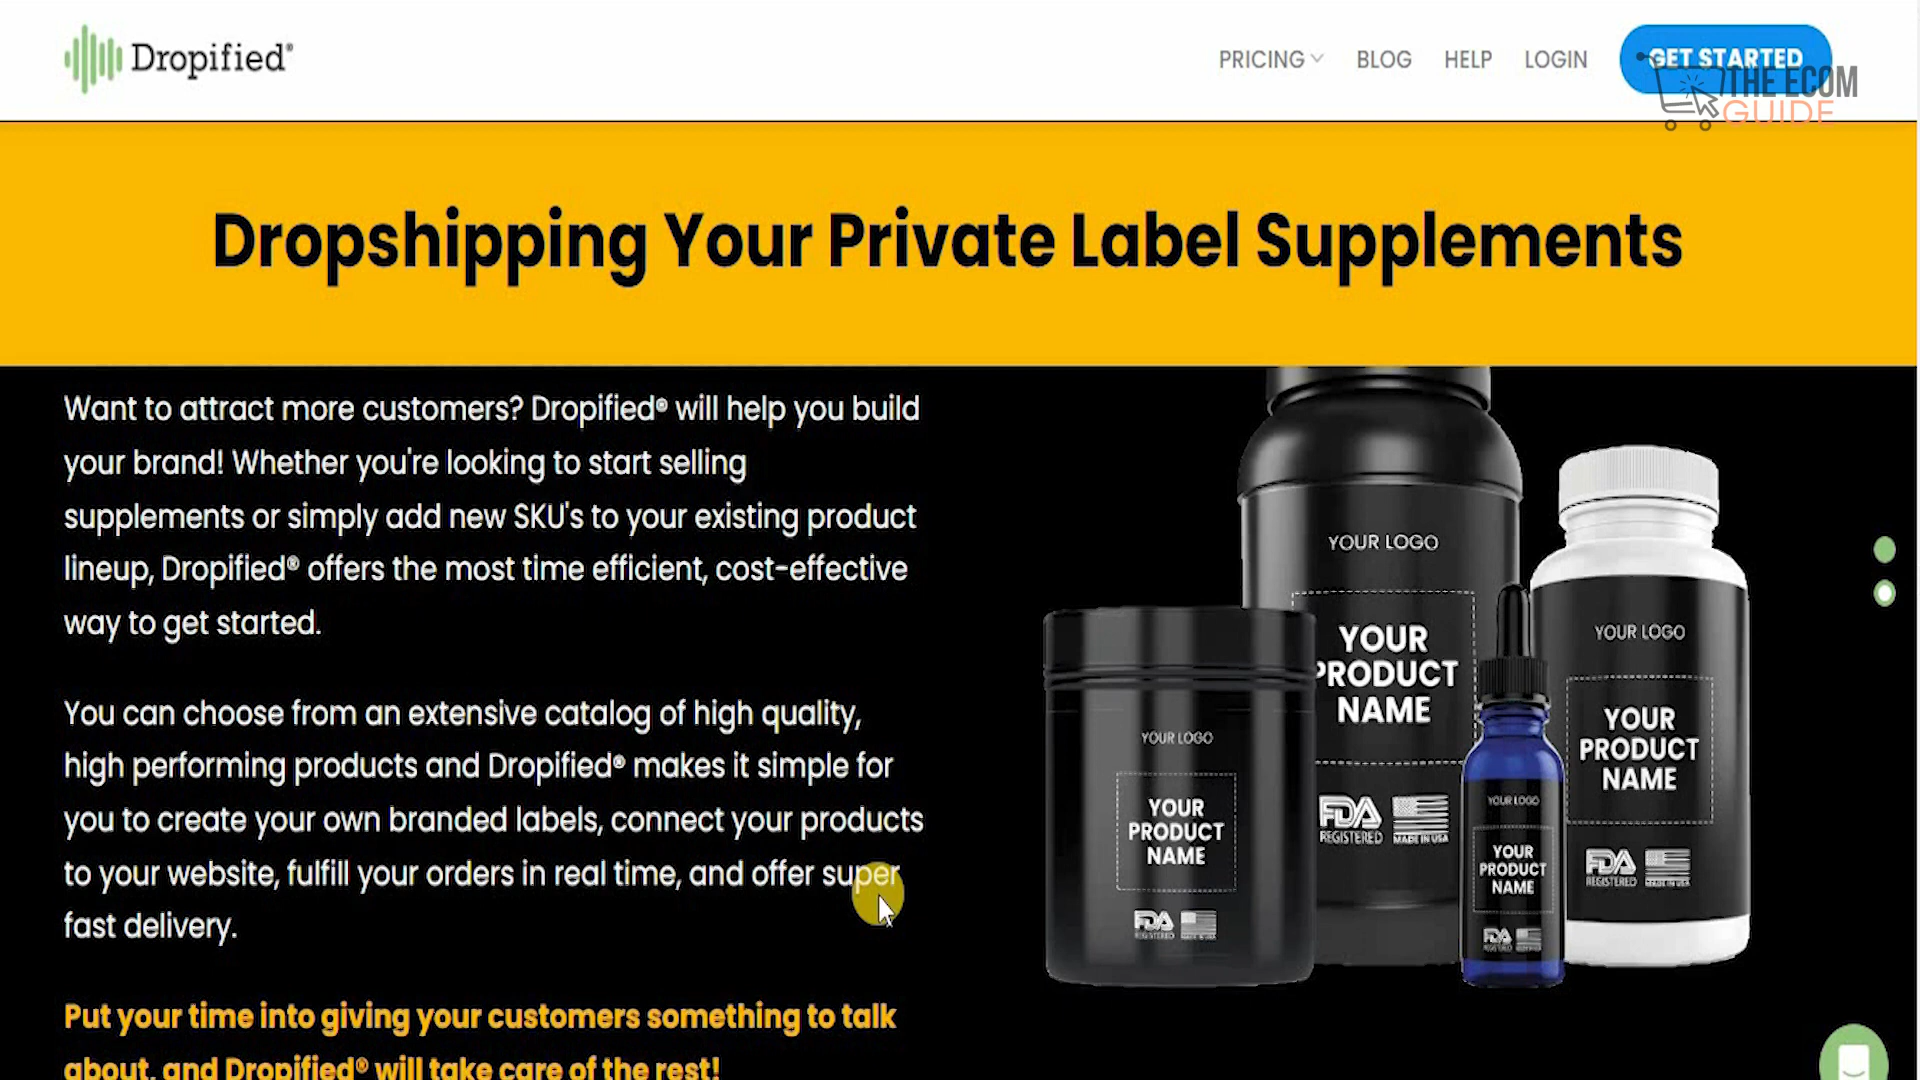 Dropified®
PRICING BLOG HELP LOGIN GET STARTED
THE ECOM
GUIDE
Dropshipping Your Private Label Supplements
Want to attract more customers? Dropified® will help you build
your brand! Whether you're looking to start selling
supplements or simply add new SKU's to your existing product
lineup, Dropified® offers the most time efficient, cost-effective
way to get started.
You can choose from an extensive catalog of high quality,
high performing products and Dropified® makes it simple for
you to create your own branded labels, connect your products
to your website, fulfill your orders in real time, and offer super
fast delivery.
Put your time into giving your customers something to talk
about, and Dropified® will take care of the rest!
YOUR LOGO
YOUR
PRODUCT
NAME
FDA
REGISTERED
MADE IN USA
YOUR LOGO
YOUR
PRODUCT
NAME
FDA
REGISTERED
MADE IN USA
YOUR LOGO
YOUR
PRODUCT
NAME
FDA
REGISTERED
YOUR LOGO
YOUR
PRODUCT
NAME
FDA